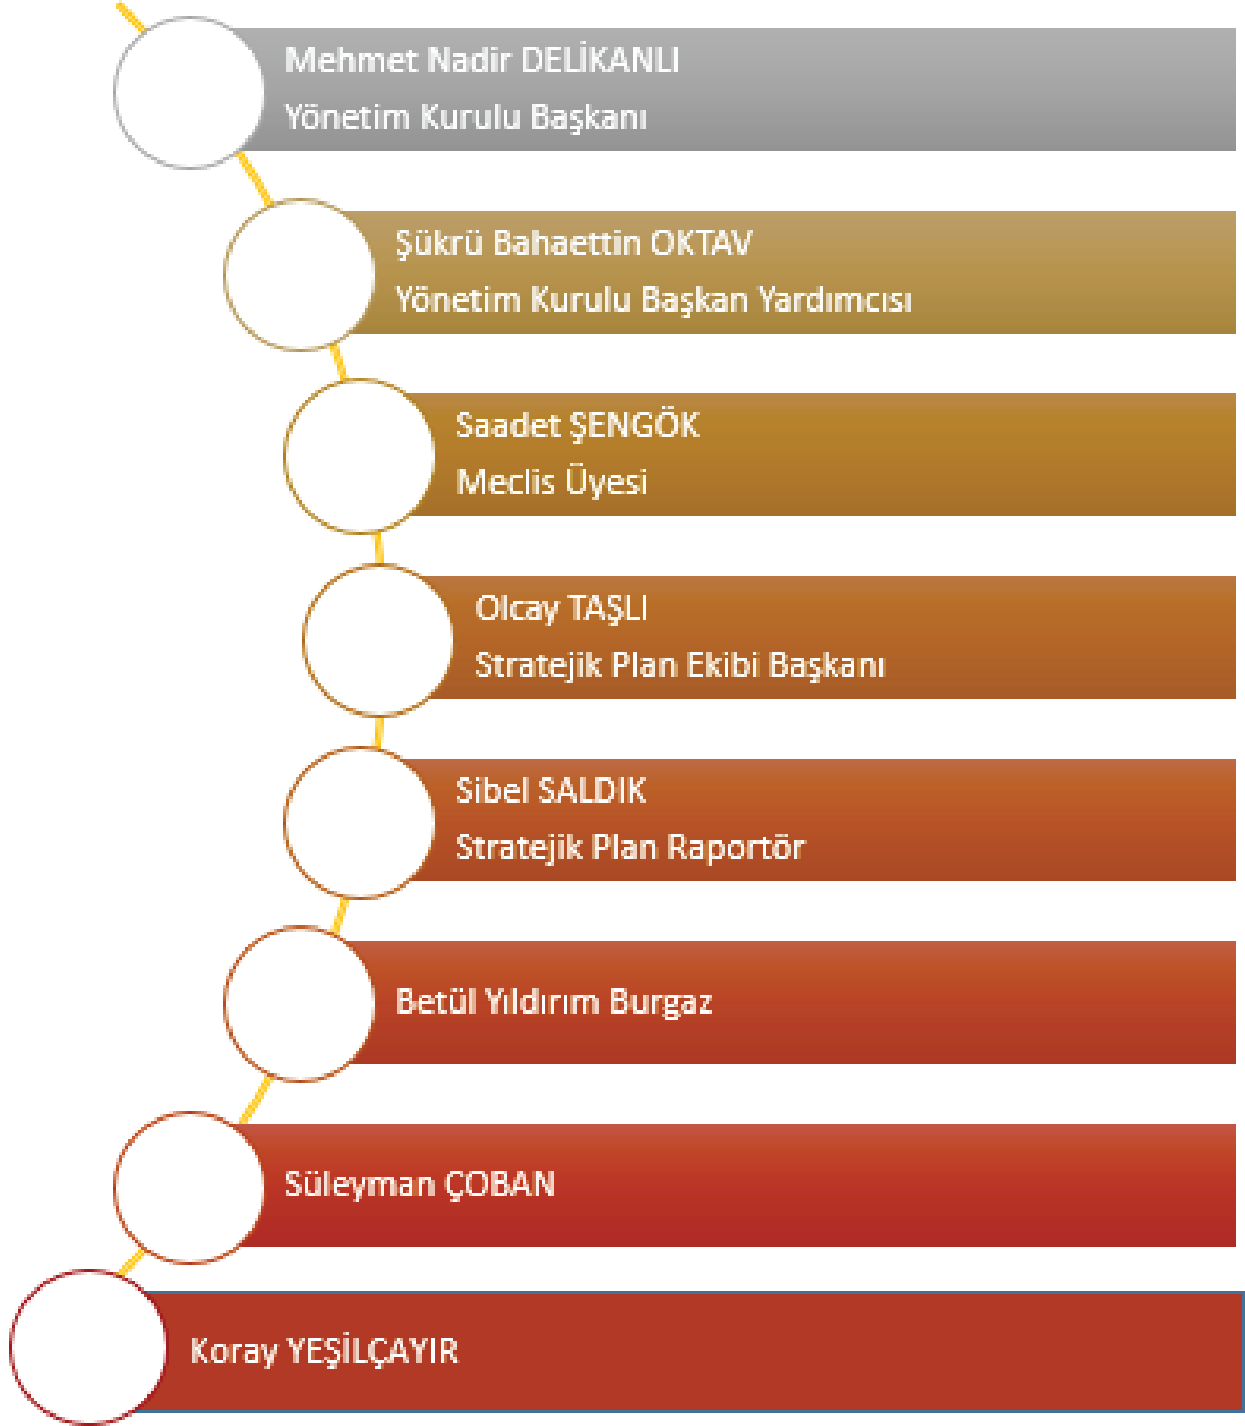 Mehmet Nadir DELİKANLI
Yönetim Kurulu Başkanı
Şükrü Bahaettin OKTAV
Yönetim Kurulu Başkan Yardımcısı
Saadet ŞENGÖK
Meclis Üyesi
Olcay TAŞLI
Stratejik Plan Ekibi Başkanı
Sibel SALDIK
Stratejik Plan Raportör
Betül Yıldırım Burgaz
Süleyman ÇOBAN
Koray YEŞİLÇAYIR